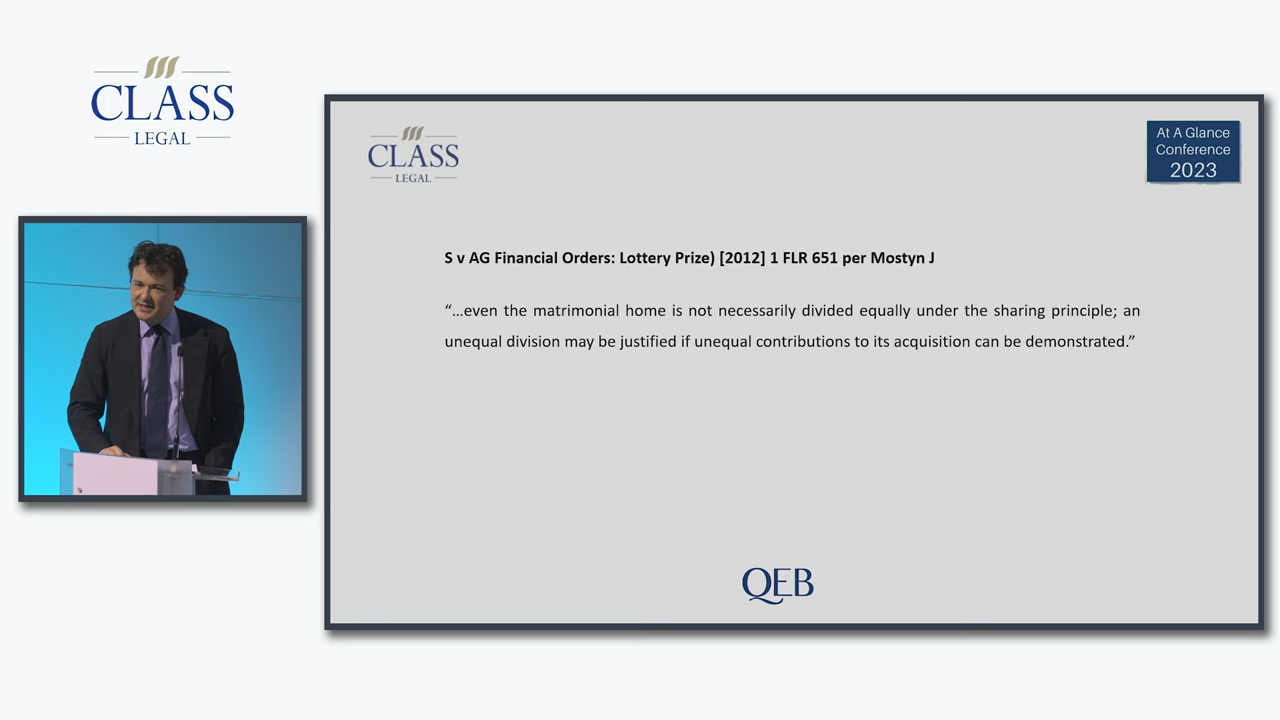 CLASS
LEGAL
CLASS
LEGAL
At A Glance
Conference
2023
S v AG Financial Orders: Lottery Prize) [2012] 1 FLR 651 per Mostyn J
“…even the matrimonial home is not necessarily divided equally under the sharing principle; an
unequal division may be justified if unequal contributions to its acquisition can be demonstrated.”
QEB